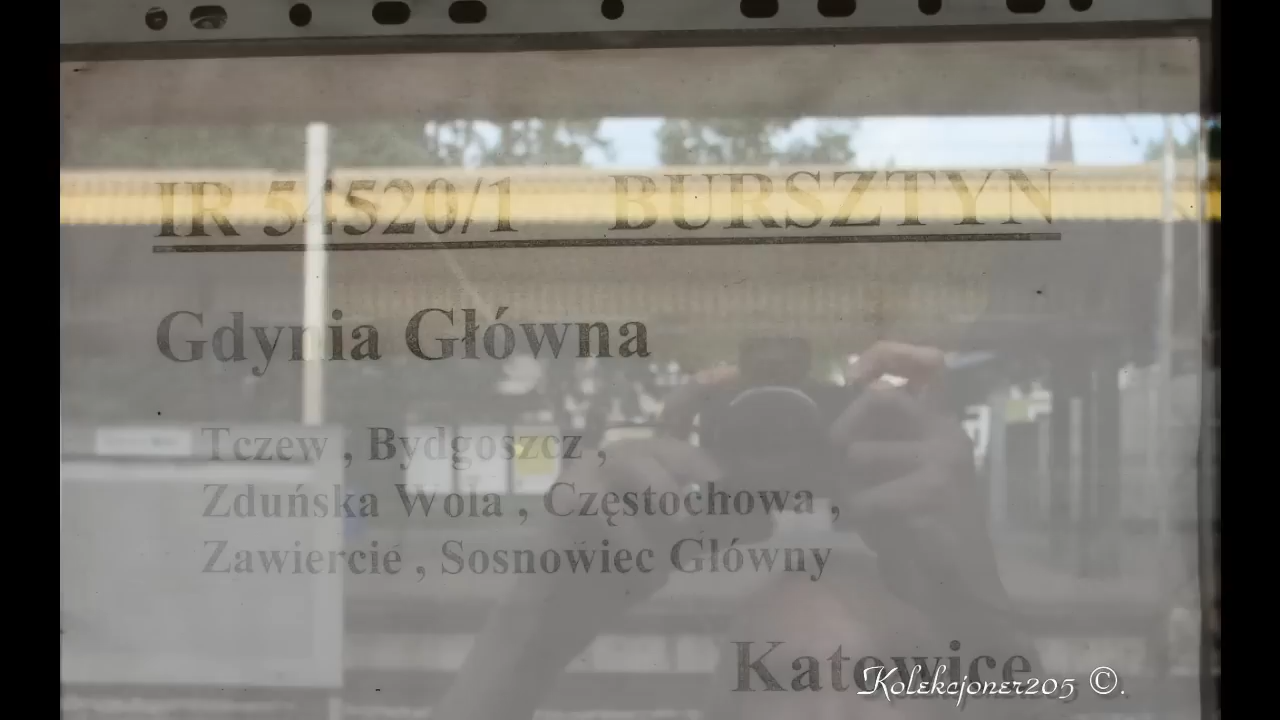 IR 54520/1 BURSZTYN
Gdynia Główna
Tczew , Bydgoszcz ,
Zduńska Wola , Częstochowa ,
Zawiercie , Sosnowiec Główny
Katowice
Kolekcjoner205 ©.